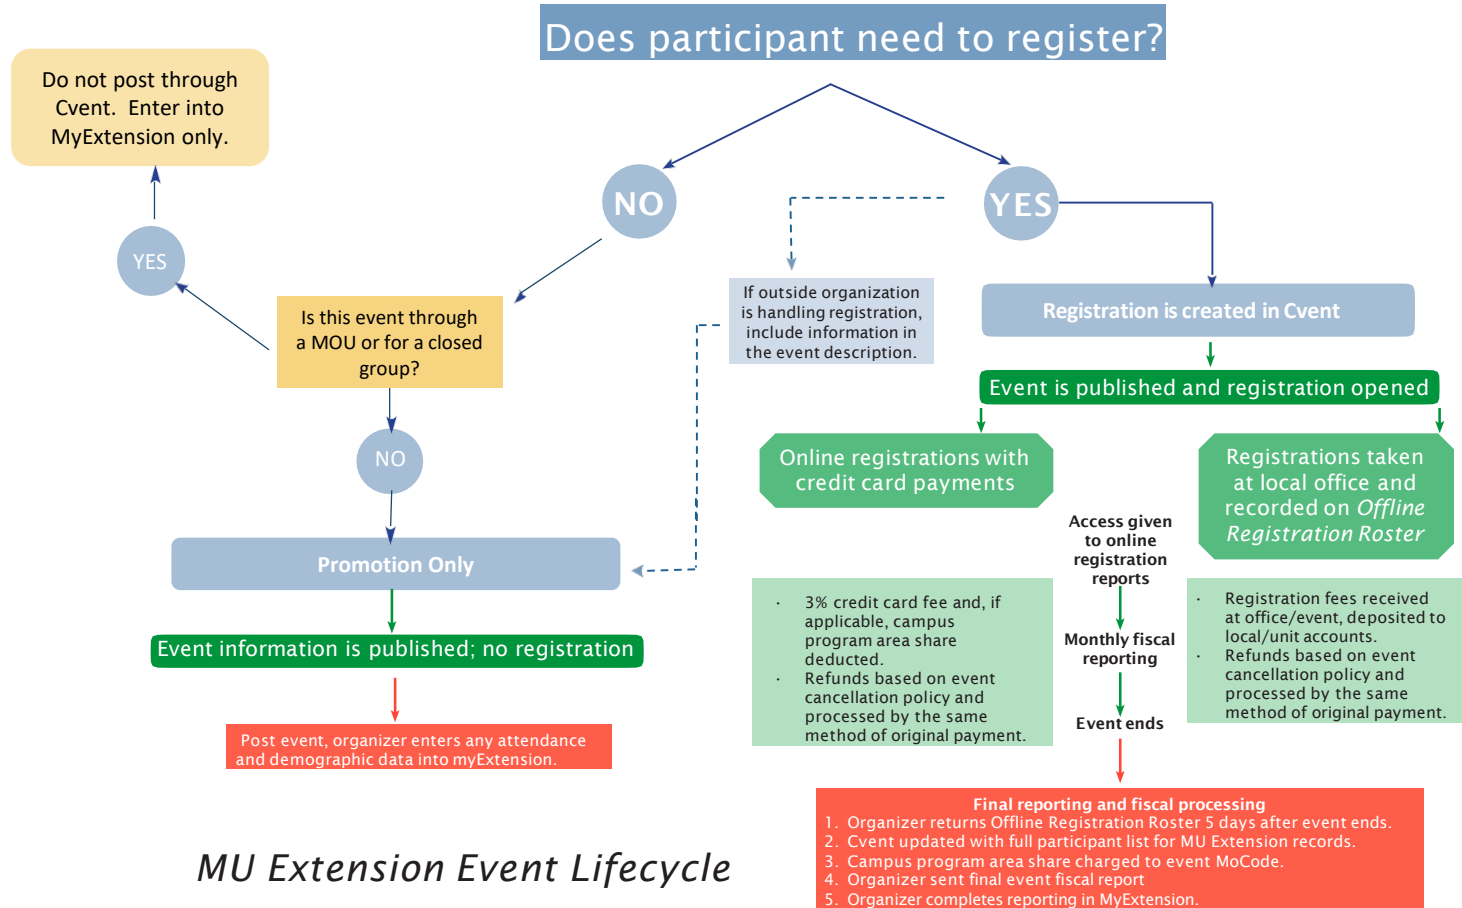 Does participant need to register?
Do not post through
Cvent.  Enter into
MyExtension only.
NO
YES
YES
If outside organization
is handling registration,
include information in
the event description.
Registration is created in Cvent
Is this event through
a MOU or for a closed
group?
Event is published and registration opened
NO
Online registrations with
credit card payments
Registrations taken
at local office and
recorded on Offline
Registration Roster
Access given
to online
registration
reports
Promotion Only
· 3% credit card fee and, if
applicable, campus
program area share
deducted.
· Refunds based on event
cancellation policy and
processed by the same
method of original payment.
Monthly fiscal
reporting
Event ends
· Registration fees received
at office/event, deposited to
local/unit accounts.
· Refunds based on event
cancellation policy and
processed by the same
method of original payment.
Event information is published; no registration
Post event, organizer enters any attendance
and demographic data into myExtension.
Final reporting and fiscal processing
1. Organizer returns Offline Registration Roster 5 days after event ends.
2. Cvent updated with full participant list for MU Extension records.
3. Campus program area share charged to event MoCode.
4. Organizer sent final event fiscal report
5. Organizer completes reporting in MyExtension.
MU Extension Event Lifecycle